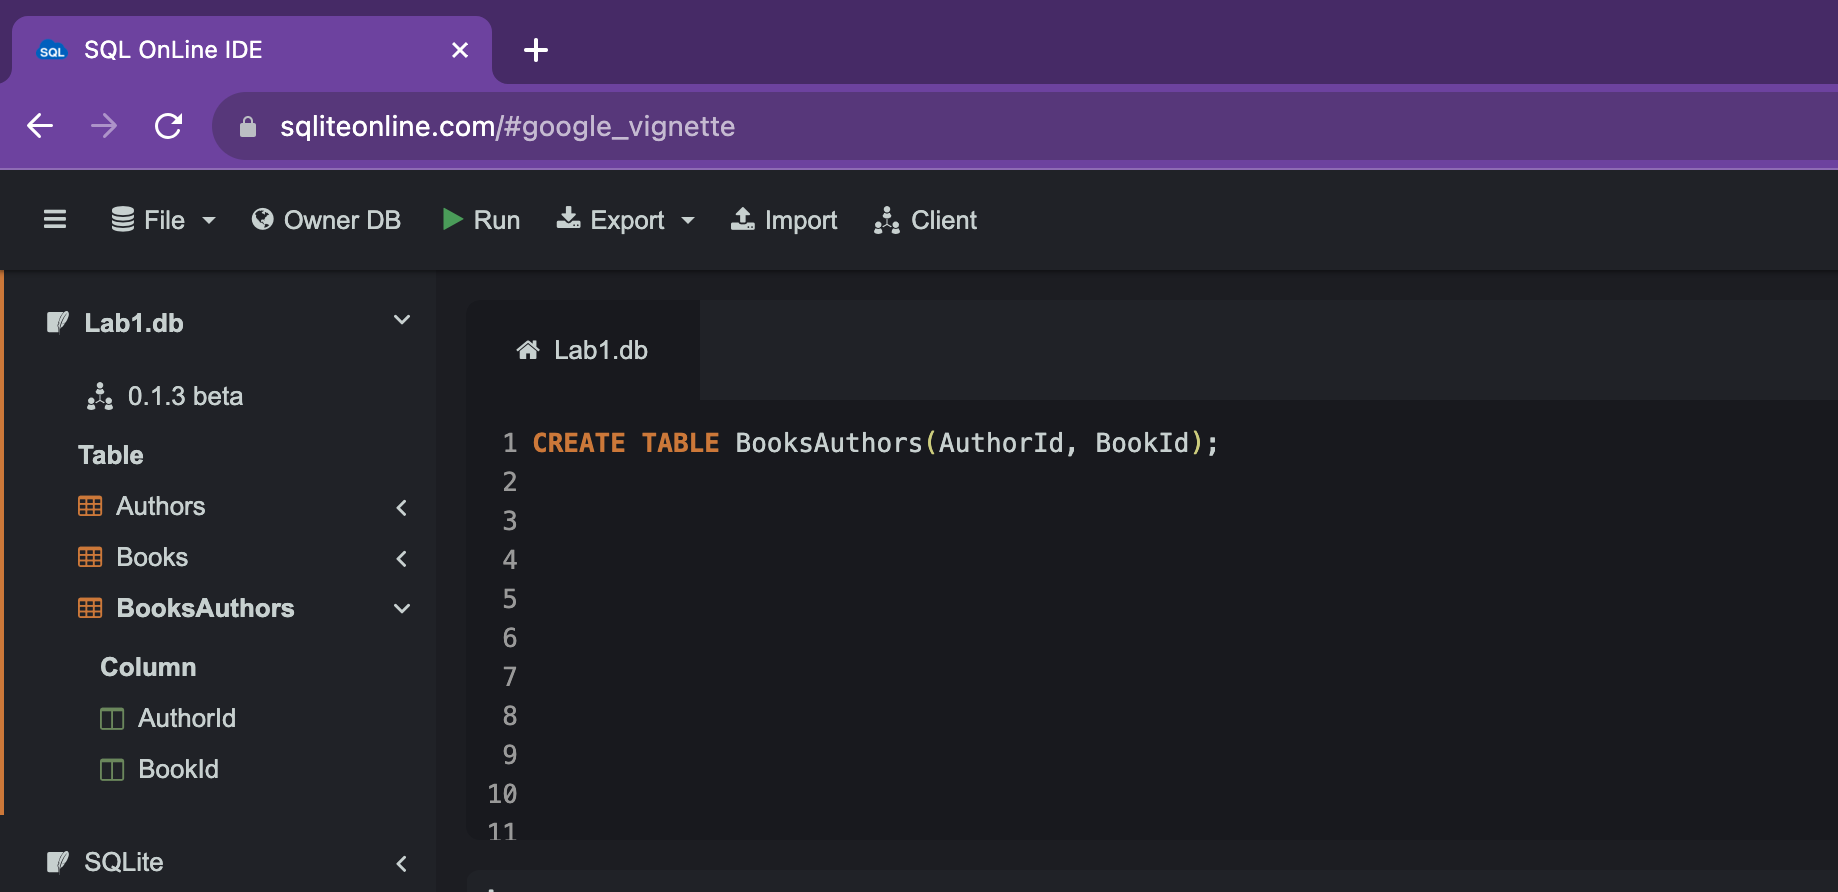 SQL OnLine IDE
sqliteonline.com/#google_vignette
File Owner DB Run Export Import Client
Lab1.db
0.1.3 beta
Table
Authors
Books
BooksAuthors
Column
AuthorId
BookId
SQLite
Lab1.db
1 CREATE TABLE BooksAuthors(AuthorId, BookId);
2
3
4
5
6
7
8
9
10
11